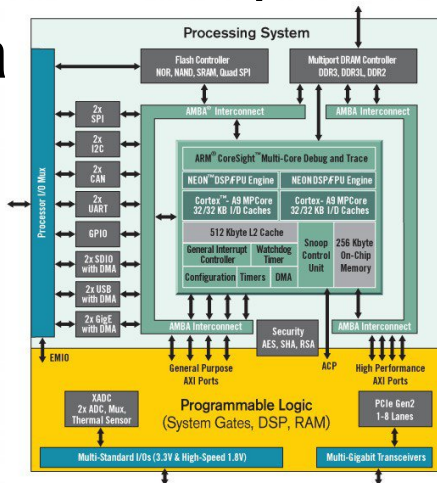 Processing System
Flash Controller
NOR, NAND, SRAM, Quad SPI
Multiport DRAM Controller
DDR3, DDR3L, DDR2
Processor I/O Mux
2x
SPI
2x
I2C
2x
CAN
2x
UART
GPIO
2x SDIO
with DMA
2x USB
with DMA
2x GigE
with DMA
EMIO
AMBA® Interconnect
AMBA Interconnect
ARM® CoreSight™ Multi-Core Debug and Trace
NEON™ DSP/FPU Engine
NEON DSP/FPU Engine
Cortex™- A9 MPCore
32/32 KB I/D Caches
Cortex- A9 MPCore
32/32 KB I/D Caches
512 Kbyte L2 Cache
General Interrupt
Controller
Watchdog
Timer
Configuration
Timers
DMA
Snoop
Control
Unit
256 Kbyte
On-Chip
Memory
AMBA Interconnect
Security
AES, SHA, RSA
AMBA Interconnect
General Purpose
AXI Ports
ACP
High Performance
AXI Ports
Programmable Logic
(System Gates, DSP, RAM)
XADC
2x ADC, Mux,
Thermal Sensor
PCIe Gen2
1-8 Lanes
Multi-Standard I/Os (3.3V & High-Speed 1.8V)
Multi-Gigabit Transceivers